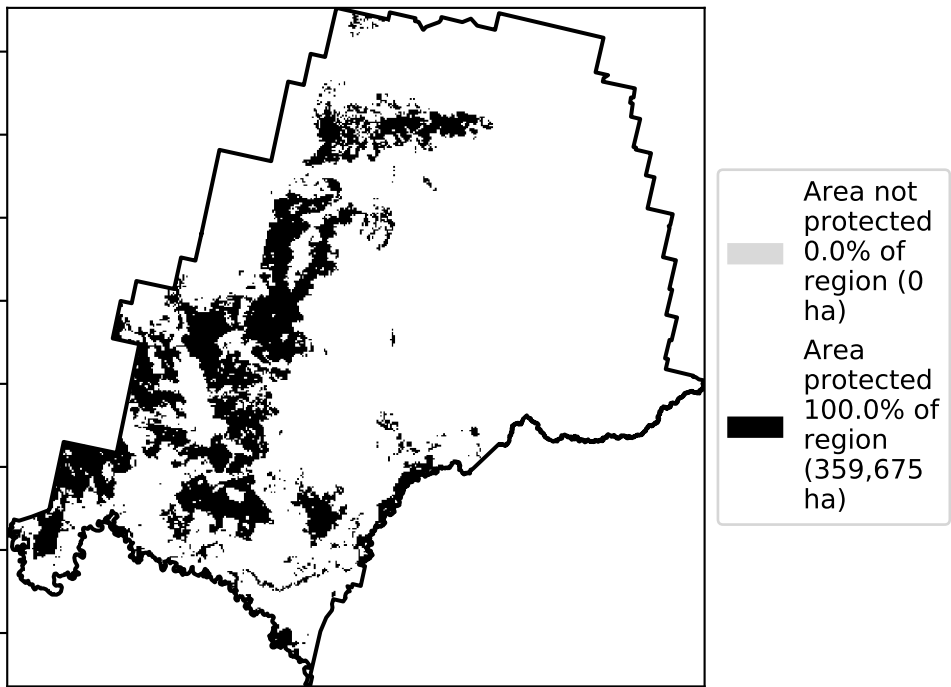 Area not
protected
0.0% of
region (0
ha)
Area
protected
100.0% of
region
(359,675
ha)